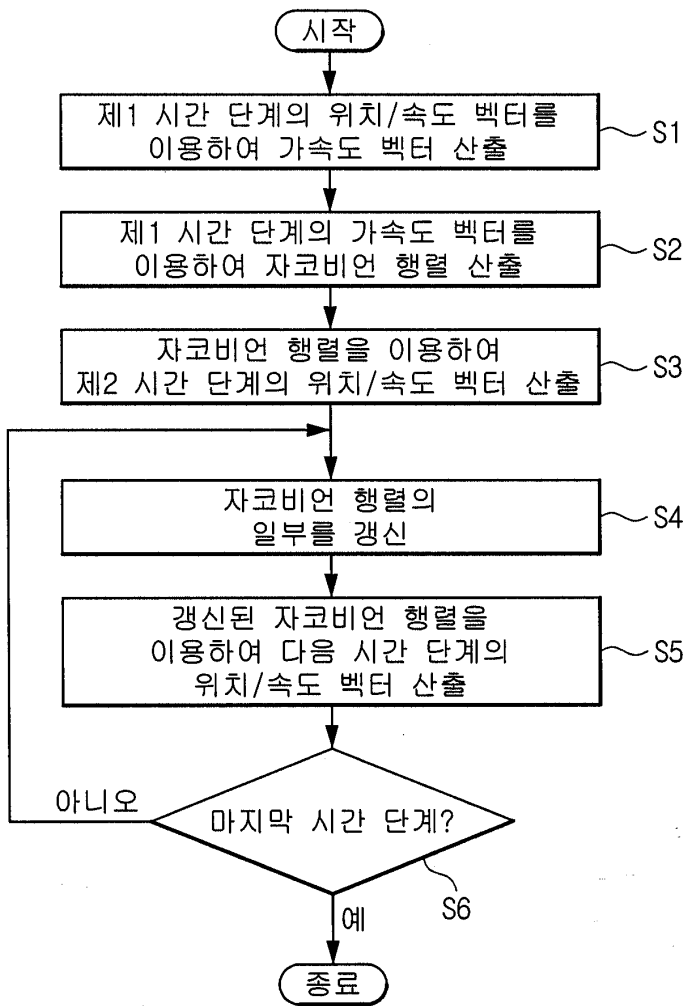 시작
제1 시간 단계의 위치/속도 벡터를
이용하여 가속도 벡터 산출
S1
제1 시간 단계의 가속도 벡터를
이용하여 자코비언 행렬 산출
S2
자코비언 행렬을 이용하여
제2 시간 단계의 위치/속도 벡터 산출
S3
자코비언 행렬의
일부를 갱신
S4
갱신된 자코비언 행렬을
이용하여 다음 시간 단계의
위치/속도 벡터 산출
S5
아니오
마지막 시간 단계?
S6
예
종료